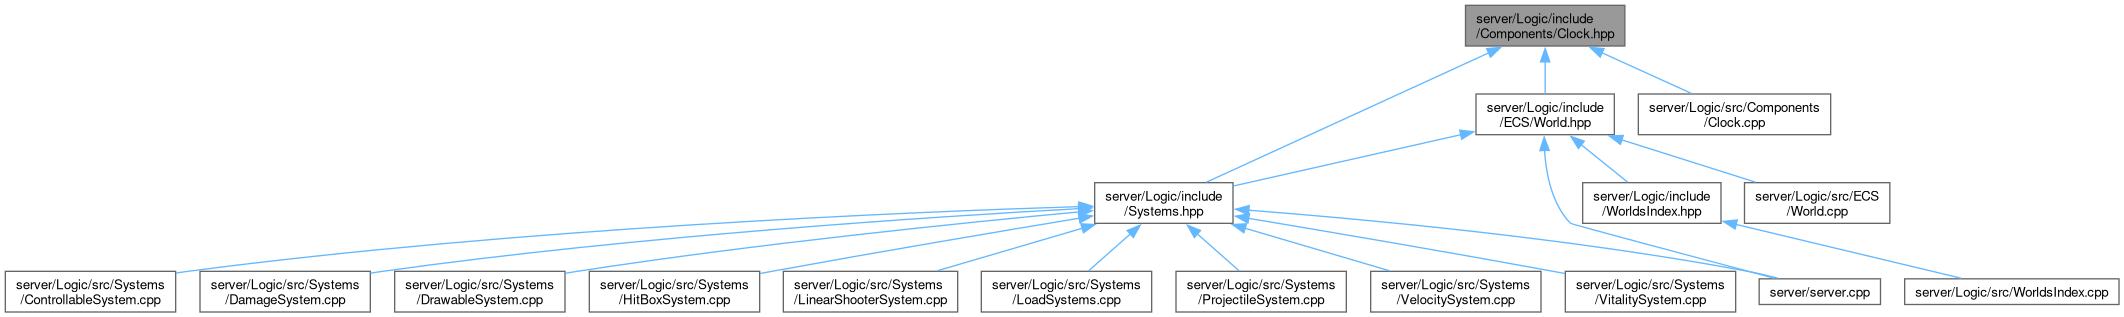 server/Logic/include
/Components/Clock.hpp
server/Logic/include
/ECS/World.hpp
server/Logic/src/Components
/Clock.cpp
server/Logic/include
/Systems.hpp
server/Logic/include
/WorldsIndex.hpp
server/Logic/src/ECS
/World.cpp
server/Logic/src/Systems
/ControllableSystem.cpp
server/Logic/src/Systems
/DamageSystem.cpp
server/Logic/src/Systems
/DrawableSystem.cpp
server/Logic/src/Systems
/HitBoxSystem.cpp
server/Logic/src/Systems
/LinearShooterSystem.cpp
server/Logic/src/Systems
/LoadSystems.cpp
server/Logic/src/Systems
/ProjectileSystem.cpp
server/Logic/src/Systems
/VelocitySystem.cpp
server/Logic/src/Systems
/VitalitySystem.cpp
server/server.cpp
server/Logic/src/WorldsIndex.cpp